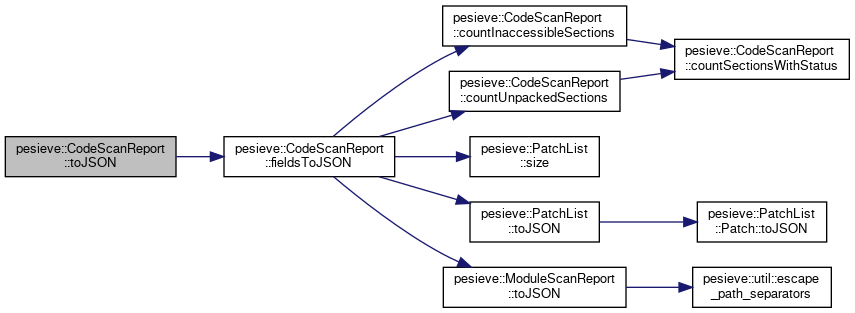 pesieve::CodeScanReport
::toJSON
pesieve::CodeScanReport
::fieldsToJSON
pesieve::CodeScanReport
::countInaccessibleSections
pesieve::CodeScanReport
::countUnpackedSections
pesieve::PatchList
::size
pesieve::PatchList
::toJSON
pesieve::ModuleScanReport
::toJSON
pesieve::CodeScanReport
::countSectionsWithStatus
pesieve::PatchList
::Patch::toJSON
pesieve::util::escape
_path_separators